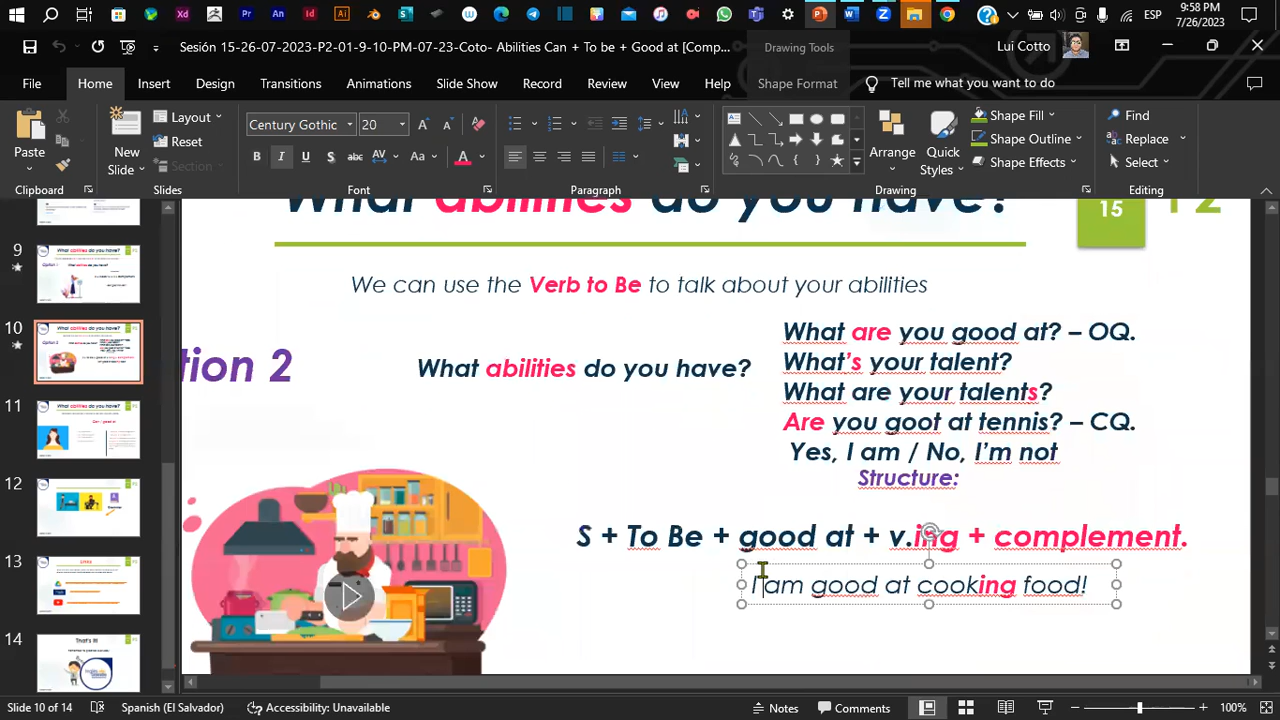 9:58 PM
ESP
7/26/2023
Sesión 15-26-07-2023-P2-01-9-10-PM-07-23-Coto- Abilities Can + To be + Good at [Comp...
Drawing Tools
Lui Cotto
File
Home
Insert
Design
Transitions
Animations
Slide Show
Record
Review
View
Help
Shape Format
Tell me what you want to do
Paste
New
Slide
Layout
Reset
Section
Century Gothic
20
Arrange
Quick
Styles
Shape Fill
Shape Outline
Shape Effects
Find
Replace
Select
Clipboard
Slides
Font
Paragraph
Drawing
Editing
9
10
11
12
13
14
What abilities do you have?
15
We can use the Verb to Be to talk about your abilities
tion 2
What abilities do you have?
What are you good at? – OQ.
What's your talent?
What are your talents?
Are you goot at tennis? – CQ.
Yes, I am / No, I'm not
Structure:
S + To Be + good at + v.ing + complement.
I am good at cooking food!
Slide 10 of 14
Spanish (El Salvador)
Accessibility: Unavailable
Notes
Comments
100%